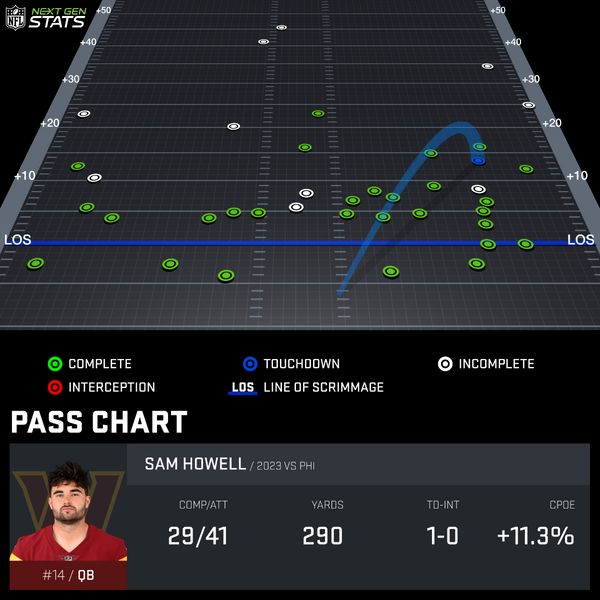 NFL NEXT GEN STATS
+50 +50
+40 +40
+30 +30
+20 +20
+10 +10
LOS LOS
COMPLETE TOUCHDOWN INCOMPLETE
INTERCEPTION LOS LINE OF SCRIMMAGE
PASS CHART
SAM HOWELL / 2023 VS PHI
COMP/ATT YARDS TD-INT CPOE
29/41 290 1-0 +11.3%
#14 / QB